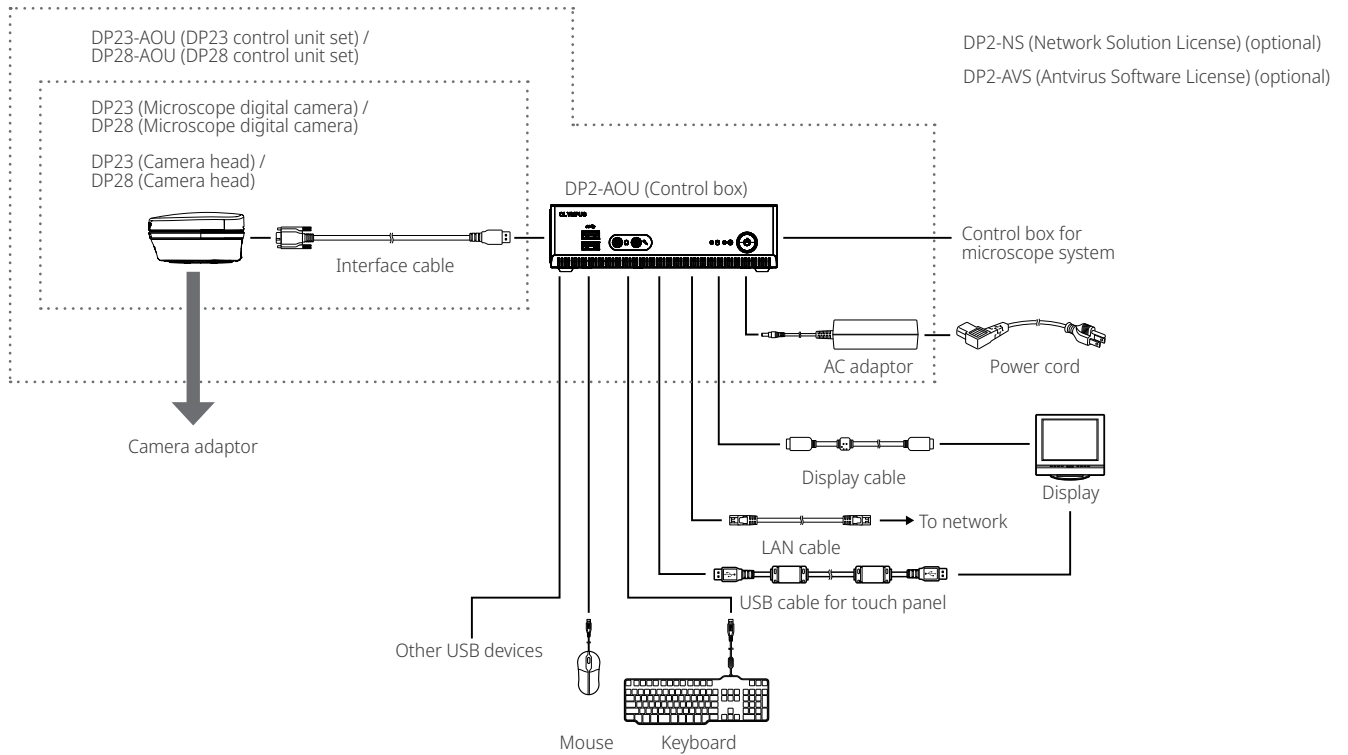 DP23-AOU (DP23 control unit set) /
DP28-AOU (DP28 control unit set)
DP2-NS (Network Solution License) (optional)
DP2-AVS (Antvirus Software License) (optional)
DP23 (Microscope digital camera) /
DP28 (Microscope digital camera)
DP23 (Camera head) /
DP28 (Camera head)
DP2-AOU (Control box)
OLYMPUS
Interface cable
Control box for
microscope system
AC adaptor
Power cord
Camera adaptor
Display cable
Display
To network
LAN cable
USB cable for touch panel
Other USB devices
Mouse
Keyboard